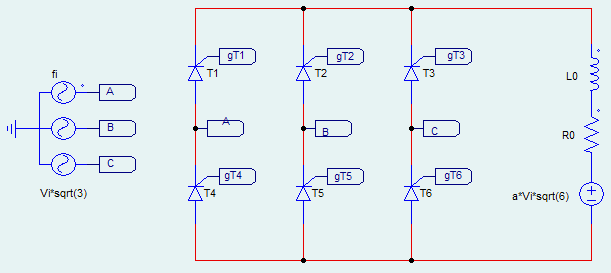 gT1 gT2 gT3
fi T1 T2 T3 L0
A
A B C
B R0
C
gT4 gT5 gT6
Vi*sqrt(3) T4 T5 T6 a*Vi*sqrt(6)